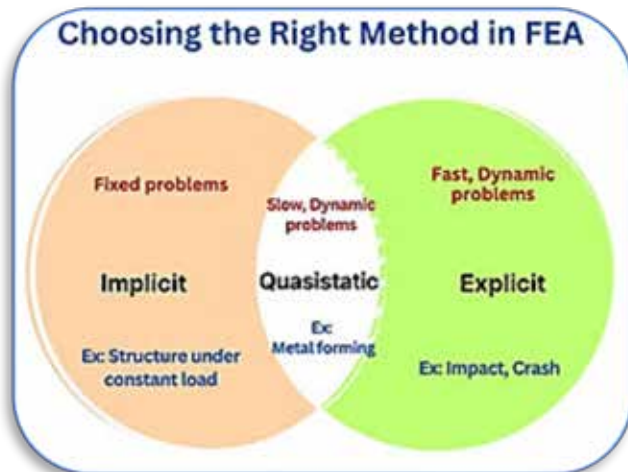 Choosing the Right Method in FEA
Fixed problems
Implicit
Ex: Structure under
constant load
Slow, Dynamic
problems
Quasistatic
Ex:
Metal forming
Fast, Dynamic
problems
Explicit
Ex: Impact, Crash